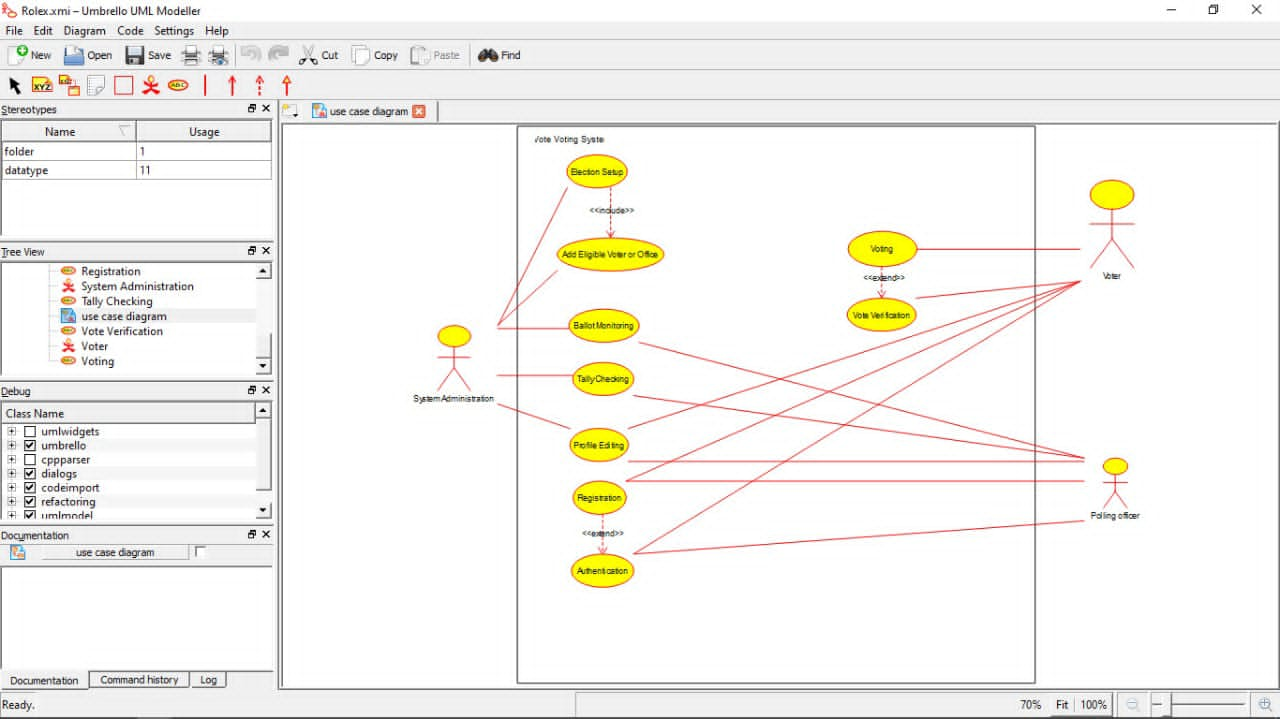 Rolex.xmi – Umbrello UML Modeller
File Edit Diagram Code Settings Help
New Open Save Cut Copy Paste Find
XYZ ABC
Stereotypes
Name Usage
folder 1
datatype 11
Tree View
Registration
System Administration
Tally Checking
use case diagram
Vote Verification
Voter
Voting
Debug
Class Name
umlwidgets
umbrello
cppparser
dialogs
codeimport
refactoring
umlmodel
Documentation
use case diagram
Documentation Command history Log
Ready.
use case diagram
Vote Voting Syste
Election Setup
<<include>>
Add Eligible Voter or Office
Voting
<<extend>>
Vote Verification
Voter
Ballot Monitoring
System Administration
Tally Checking
Profile Editing
Registration
<<extend>>
Authentication
Polling officer
70% Fit 100%